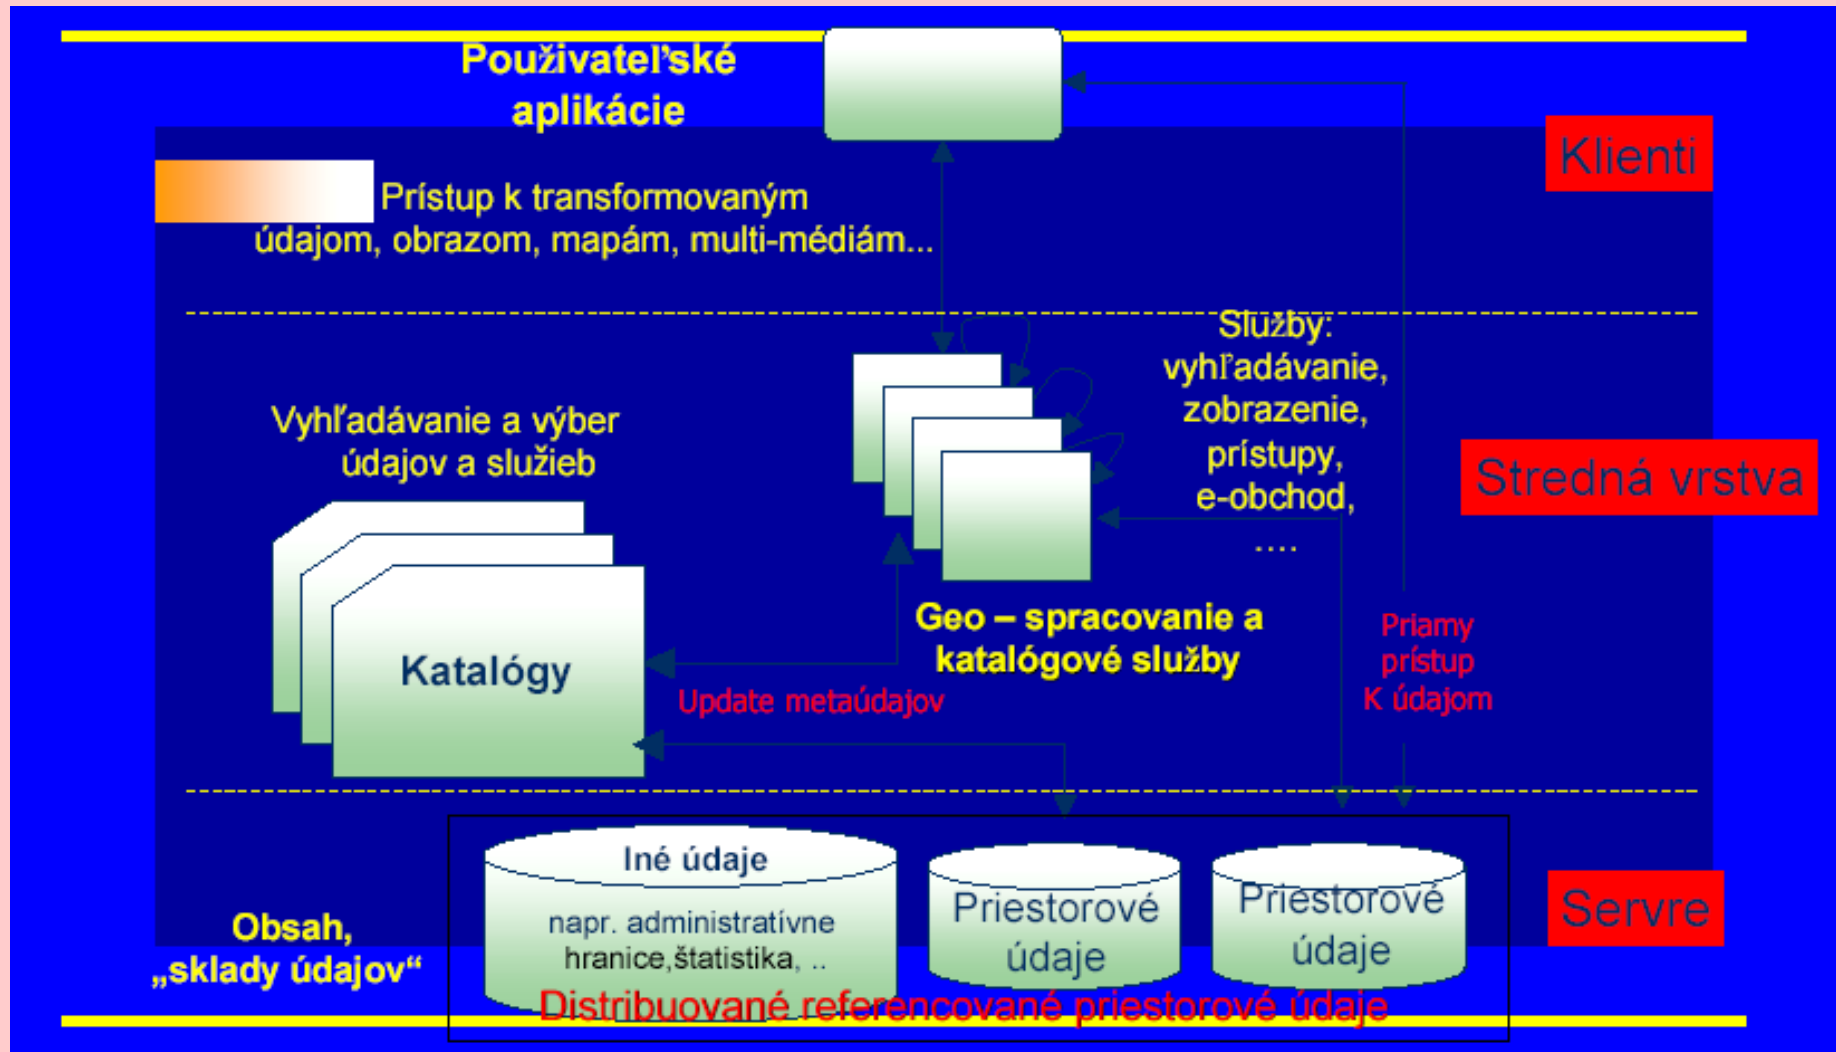 Používateľské
aplikácie
Klienti
Prístup k transformovaným
údajom, obrazom, mapám, multi-médiám...
Služby:
vyhľadávanie,
zobrazenie,
prístupy,
e-obchod,
....
Vyhľadávanie a výber
údajov a služieb
Stredná vrstva
Katalógy
Geo – spracovanie a
katalógové služby
Update metaúdajov
Priamy
prístup
K údajom
Iné údaje
napr. administratívne
hranice,štatistika, ..
Priestorové
údaje
Priestorové
údaje
Servre
Obsah,
„sklady údajov“
Distribuované referencované priestorové údaje